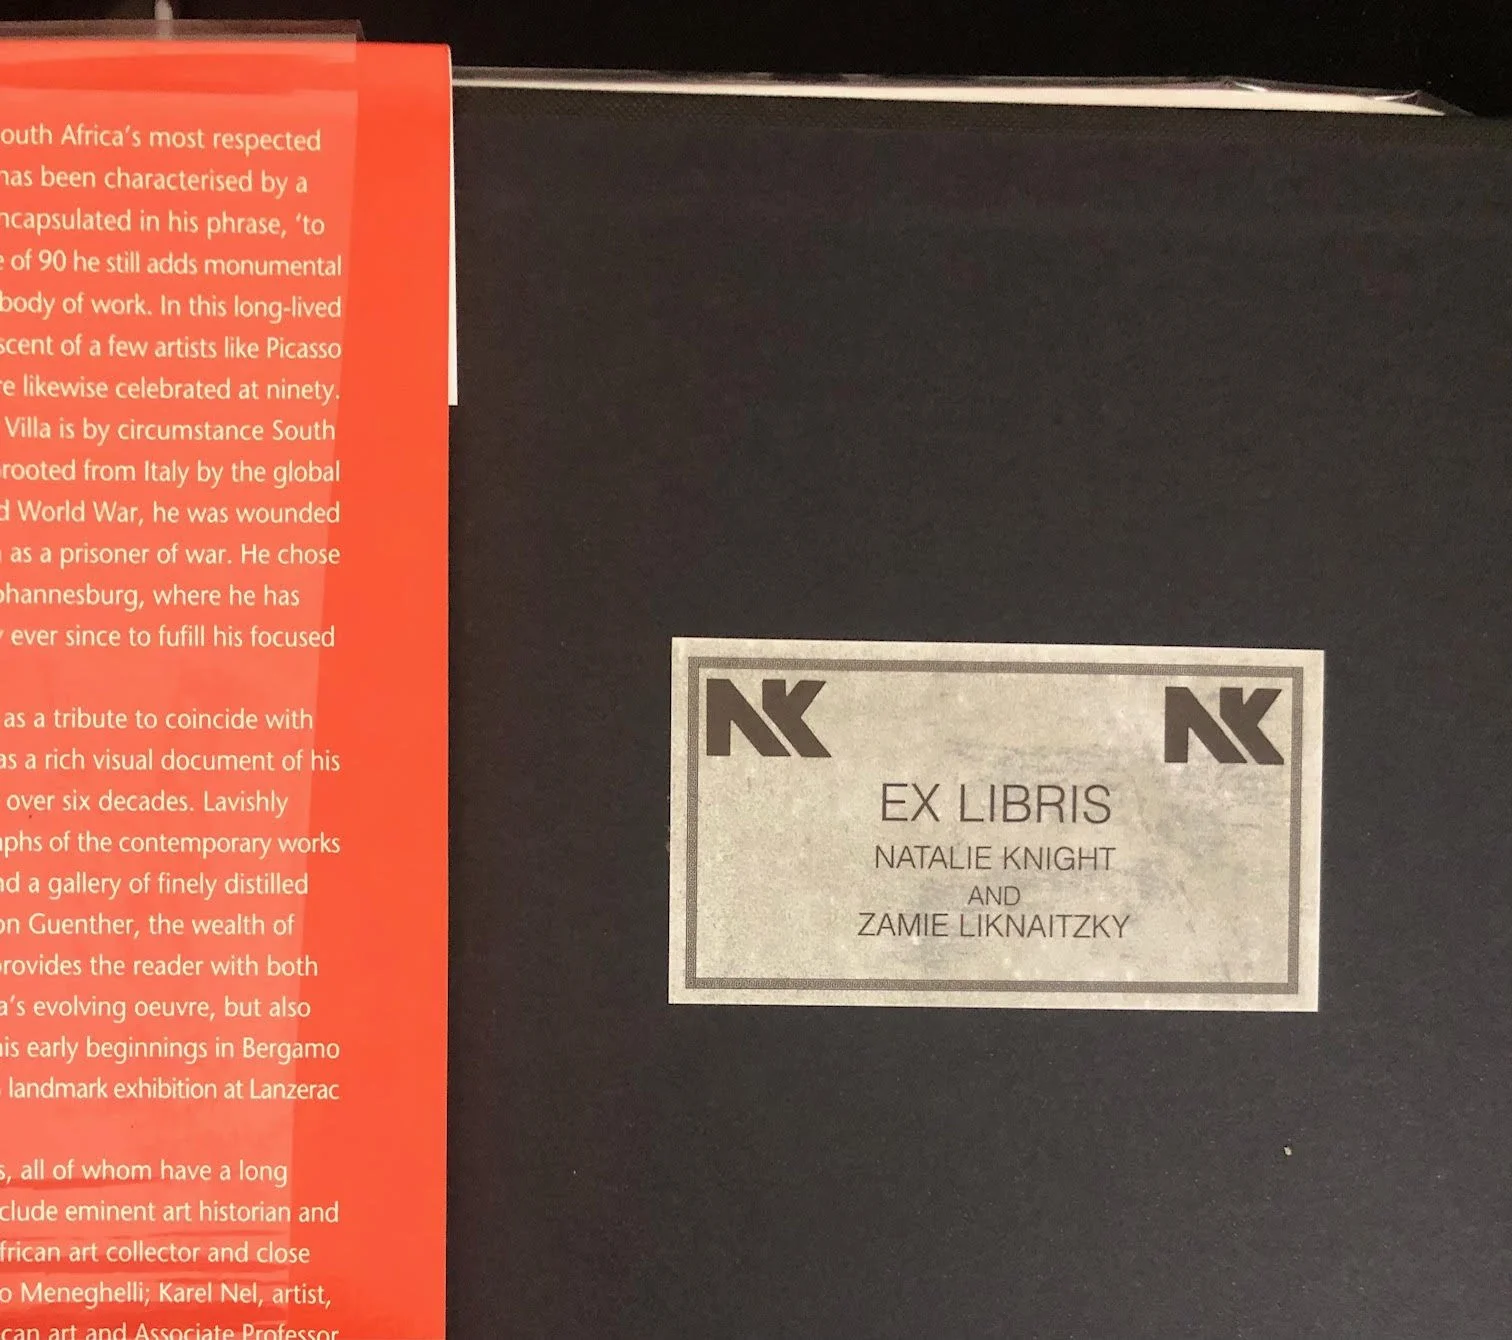 outh Africa's most respected
has been characterised by a
ncapsulated in his phrase, 'to
e of 90 he still adds monumental
body of work. In this long-lived
scent of a few artists like Picasso
re likewise celebrated at ninety.
Villa is by circumstance South
rooted from Italy by the global
d World War, he was wounded
as a prisoner of war. He chose
ohannesburg, where he has
y ever since to fufill his focused
as a tribute to coincide with
as a rich visual document of his
over six decades. Lavishly
aphs of the contemporary works
nd a gallery of finely distilled
on Guenther, the wealth of
provides the reader with both
a's evolving oeuvre, but also
his early beginnings in Bergamo
landmark exhibition at Lanzerac
s, all of whom have a long
clude eminent art historian and
frican art collector and close
o Meneghelli; Karel Nel, artist,
can art and Associate Professor
NK NK
EX LIBRIS
NATALIE KNIGHT
AND
ZAMIE LIKNAITZKY